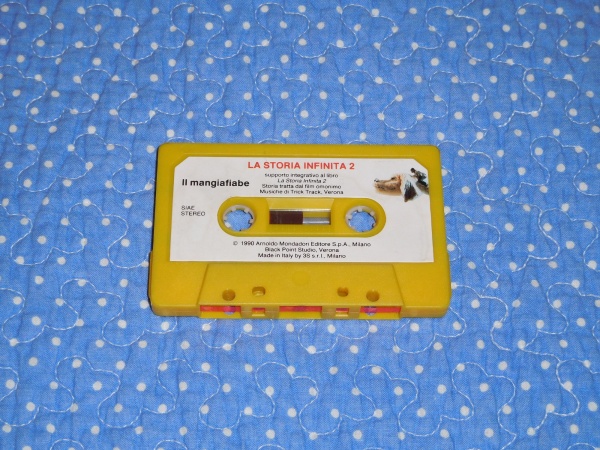 LA STORIA INFINITA 2
supporto integrativo al libro
La Storia Infinita 2
Il mangiafiabe
Storia tratta dal film omonimo
Musiche di Trick Track, Verona
SIAE
STEREO
© 1990 Arnoldo Mondadori Editore S.p.A., Milano
Black Point Studio, Verona
Made in Italy by 3S s.r.l., Milano